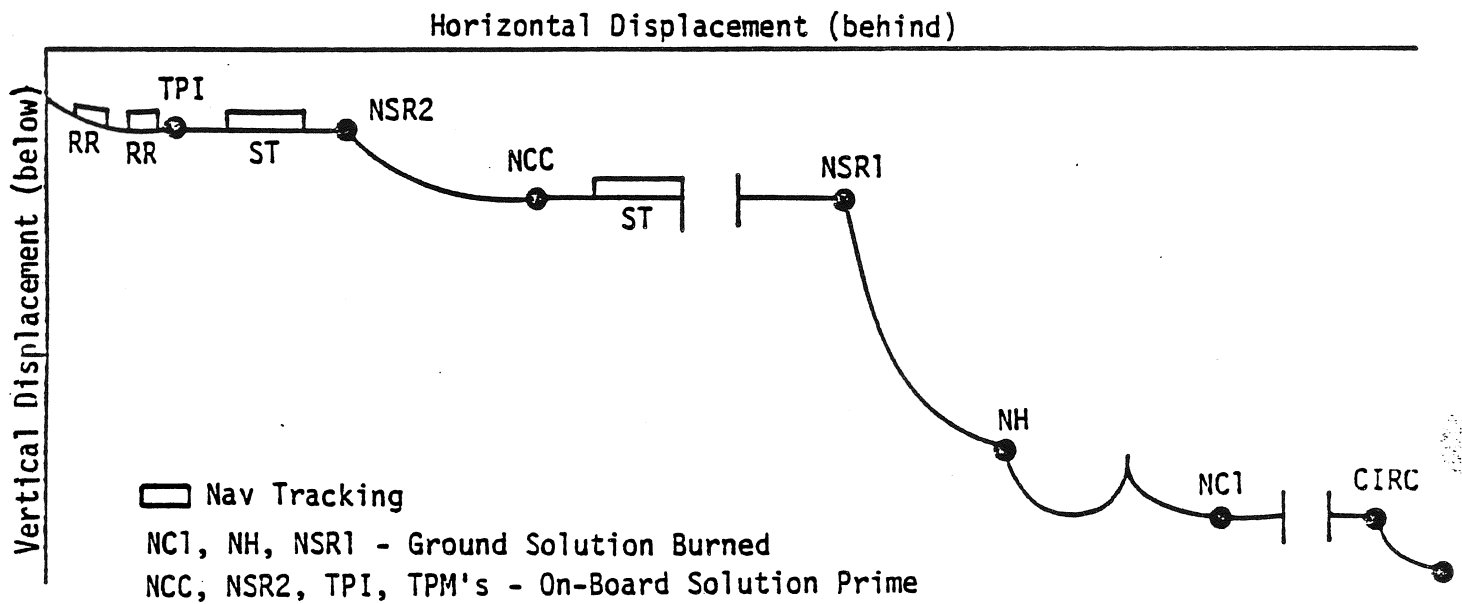 Horizontal Displacement (behind)
Vertical Displacement (below)
TPI
NSR2
RR
RR
ST
NCC
NSR1
ST
NH
NC1
CIRC
Nav Tracking
NC1, NH, NSR1 - Ground Solution Burned
NCC, NSR2, TPI, TPM's - On-Board Solution Prime